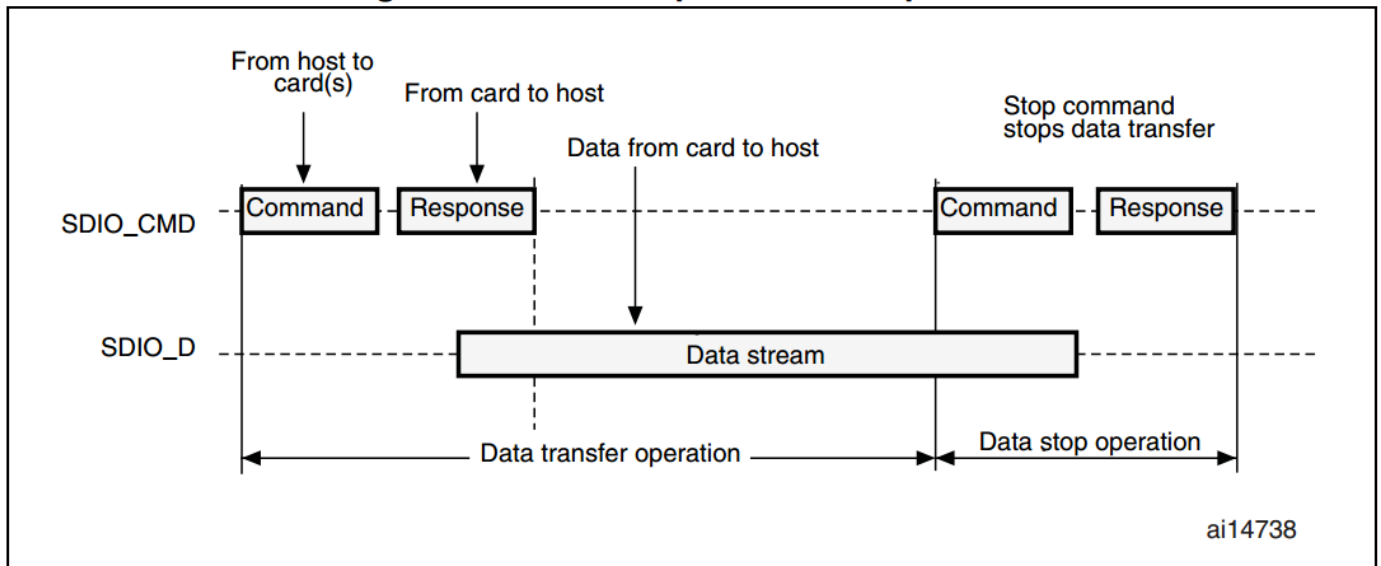 From host to
card(s)
From card to host
Data from card to host
Stop command
stops data transfer
SDIO_CMD
Command
Response
Command
Response
SDIO_D
Data stream
Data transfer operation
Data stop operation
ai14738